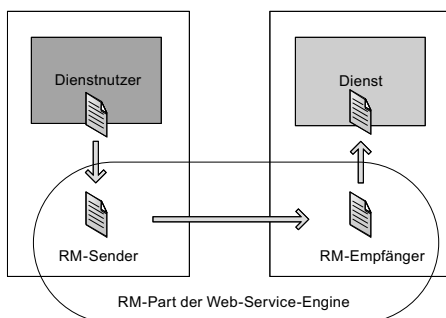 Dienstnutzer
Dienst
RM-Sender
RM-Empfänger
RM-Part der Web-Service-Engine